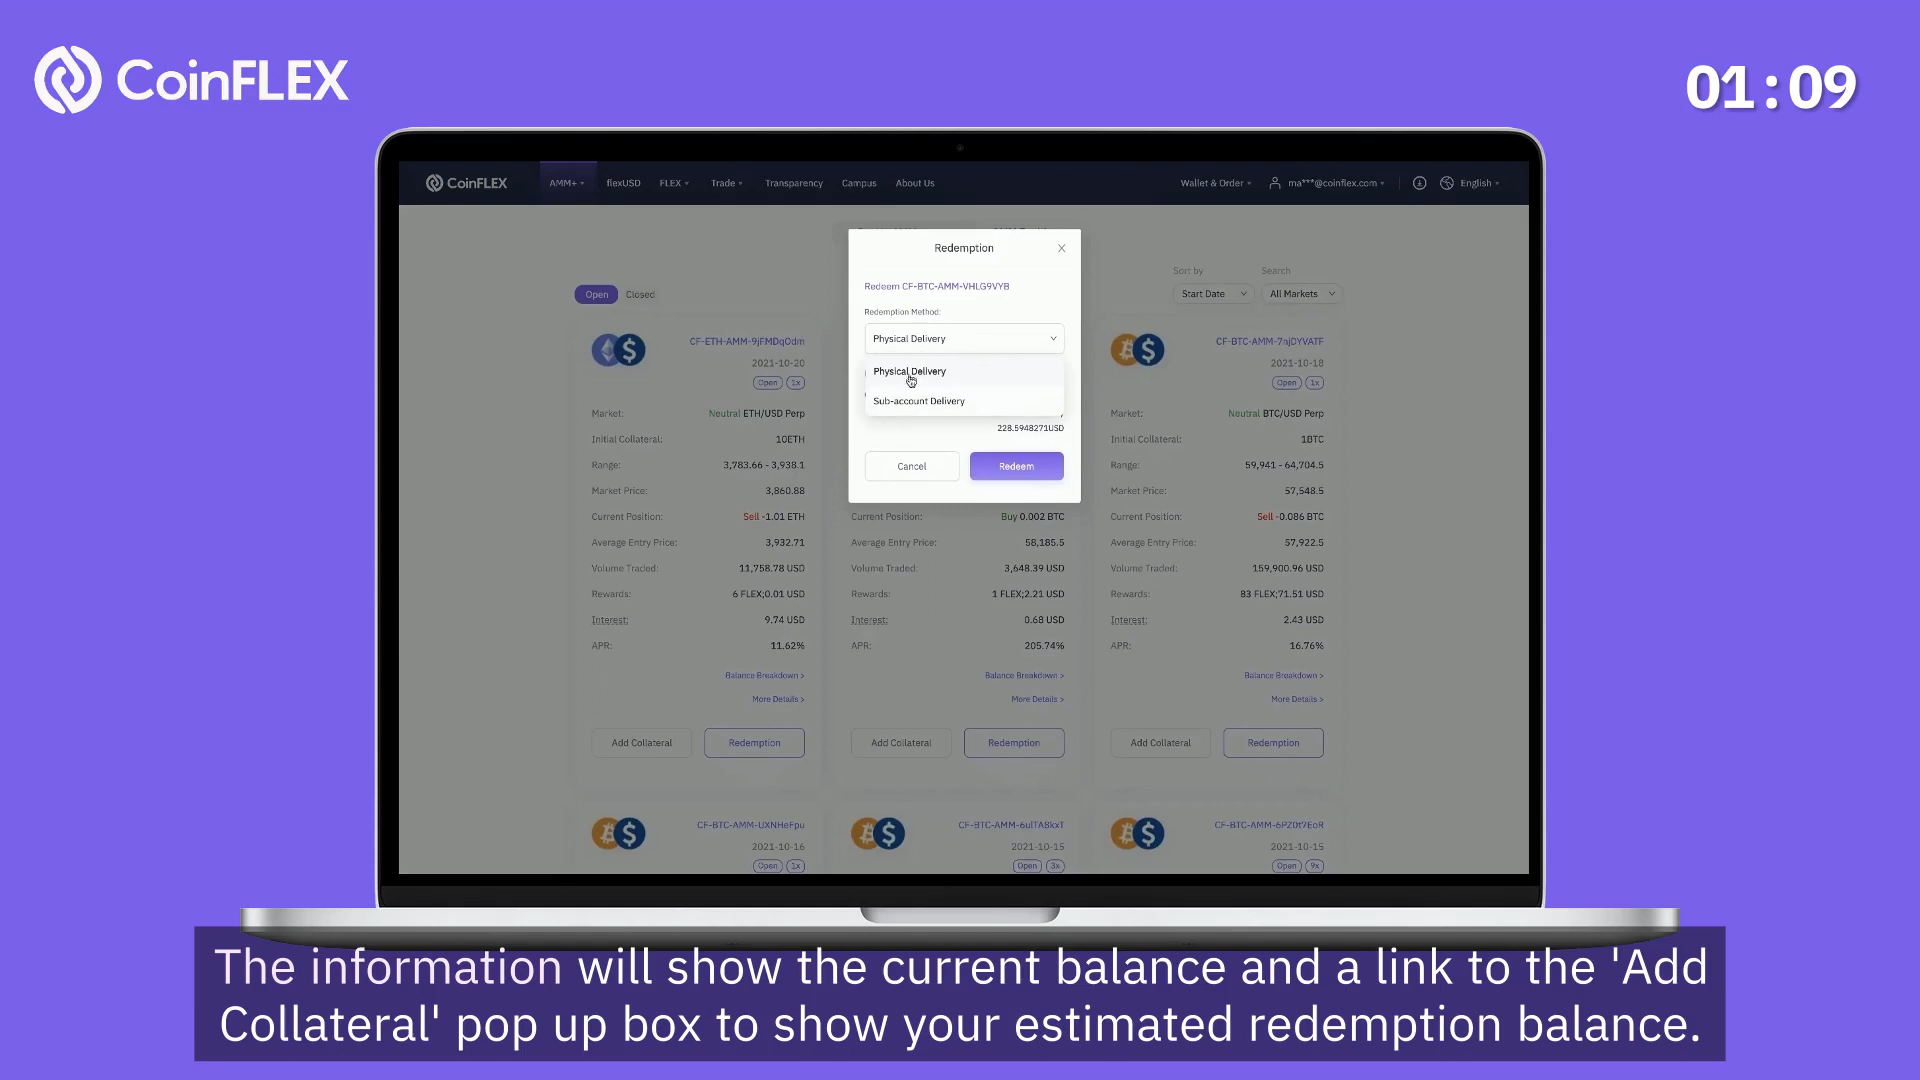 CoinFLEX
01:09
CoinFLEX AMM+ flexUSD FLEX Trade Transparency Campus About Us Wallet & Order ma***@coinflex.com English
Redemption
Redeem CF-BTC-AMM-VHLG9VYB
Redemption Method:
Physical Delivery
Physical Delivery
Sub-account Delivery
228.5948271USD
Cancel Redeem
Sort by Search
Open Closed Start Date All Markets
CF-ETH-AMM-9jFMDqOdm
2021-10-20
Open 1x
Market: Neutral ETH/USD Perp
Initial Collateral: 10ETH
Range: 3,783.66 - 3,938.1
Market Price: 3,860.88
Current Position: Sell -1.01 ETH
Average Entry Price: 3,932.71
Volume Traded: 11,758.78 USD
Rewards: 6 FLEX;0.01 USD
Interest: 9.74 USD
APR: 11.62%
Balance Breakdown >
More Details >
Add Collateral Redemption
Current Position: Buy 0.002 BTC
Average Entry Price: 58,185.5
Volume Traded: 3,648.39 USD
Rewards: 1 FLEX;2.21 USD
Interest: 0.68 USD
APR: 205.74%
Balance Breakdown >
More Details >
Add Collateral Redemption
CF-BTC-AMM-7njDYVATF
2021-10-18
Open 1x
Market: Neutral BTC/USD Perp
Initial Collateral: 1BTC
Range: 59,941 - 64,704.5
Market Price: 57,548.5
Current Position: Sell -0.086 BTC
Average Entry Price: 57,922.5
Volume Traded: 159,900.96 USD
Rewards: 83 FLEX;71.51 USD
Interest: 2.43 USD
APR: 16.76%
Balance Breakdown >
More Details >
Add Collateral Redemption
CF-BTC-AMM-UXNHeFpu
2021-10-16
Open 1x
CF-BTC-AMM-6ulTA8kxT
2021-10-15
Open 3x
CF-BTC-AMM-6PZ0t7EoR
2021-10-15
Open 9x
The information will show the current balance and a link to the 'Add
Collateral' pop up box to show your estimated redemption balance.